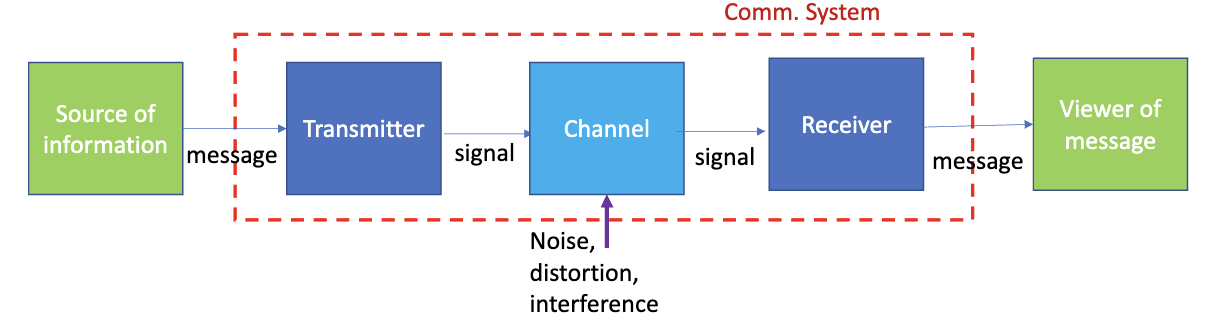 Comm. System
Source of
information
message
Transmitter
signal
Channel
signal
Receiver
message
Viewer of
message
Noise,
distortion,
interference